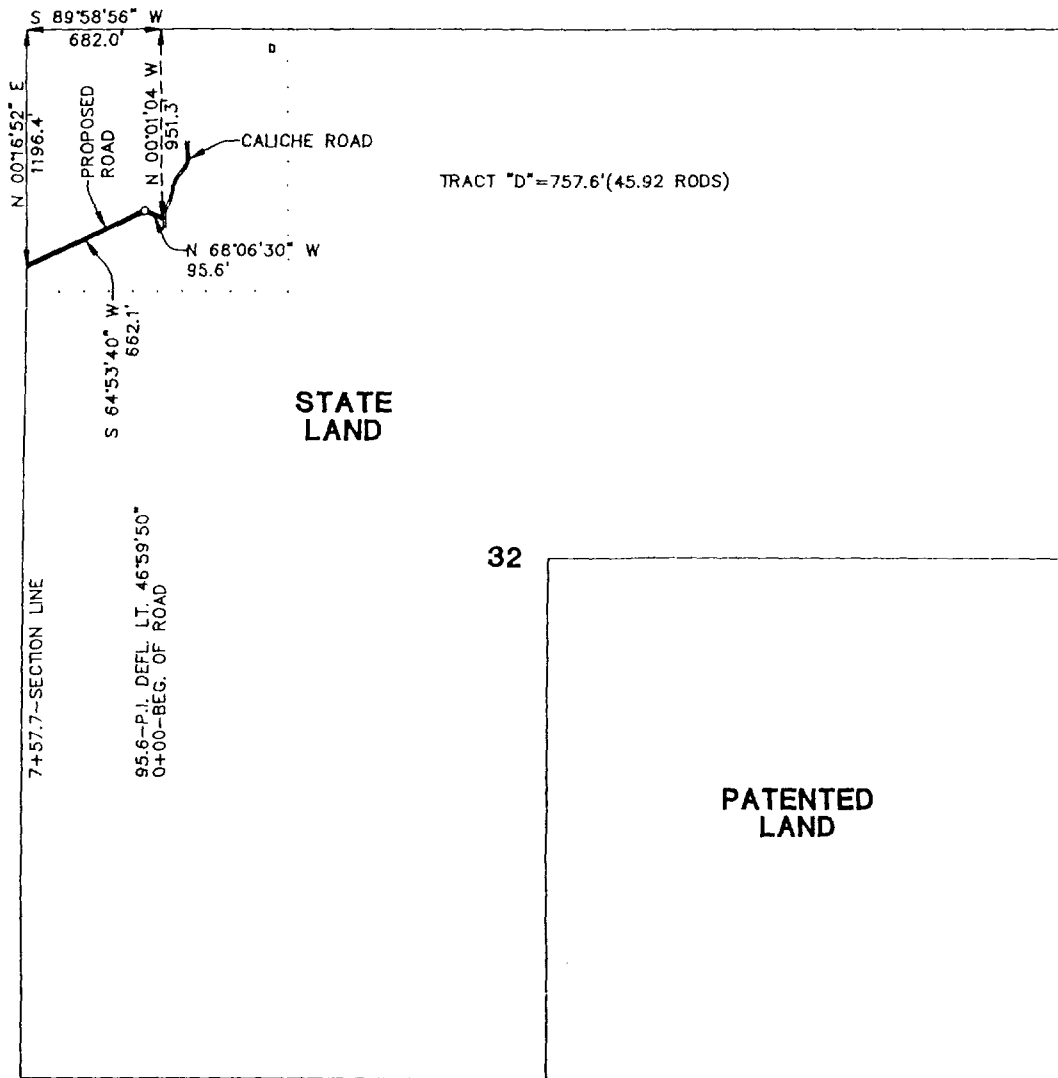 S 89°58'56" W
682.0'
D
N 00°16'52" E
1196.4'
PROPOSED
ROAD
N 00°01'04 W
951.3'
CALICHE ROAD
TRACT "D"=757.6'(45.92 RODS)
N 68°06'30" W
95.6'
S 64°53'40" W
662.1'
STATE
LAND
32
7+57.7-SECTION LINE
95.6-P.I. DEFL. LT. 46°59'50"
0+00-BEG. OF ROAD
PATENTED
LAND